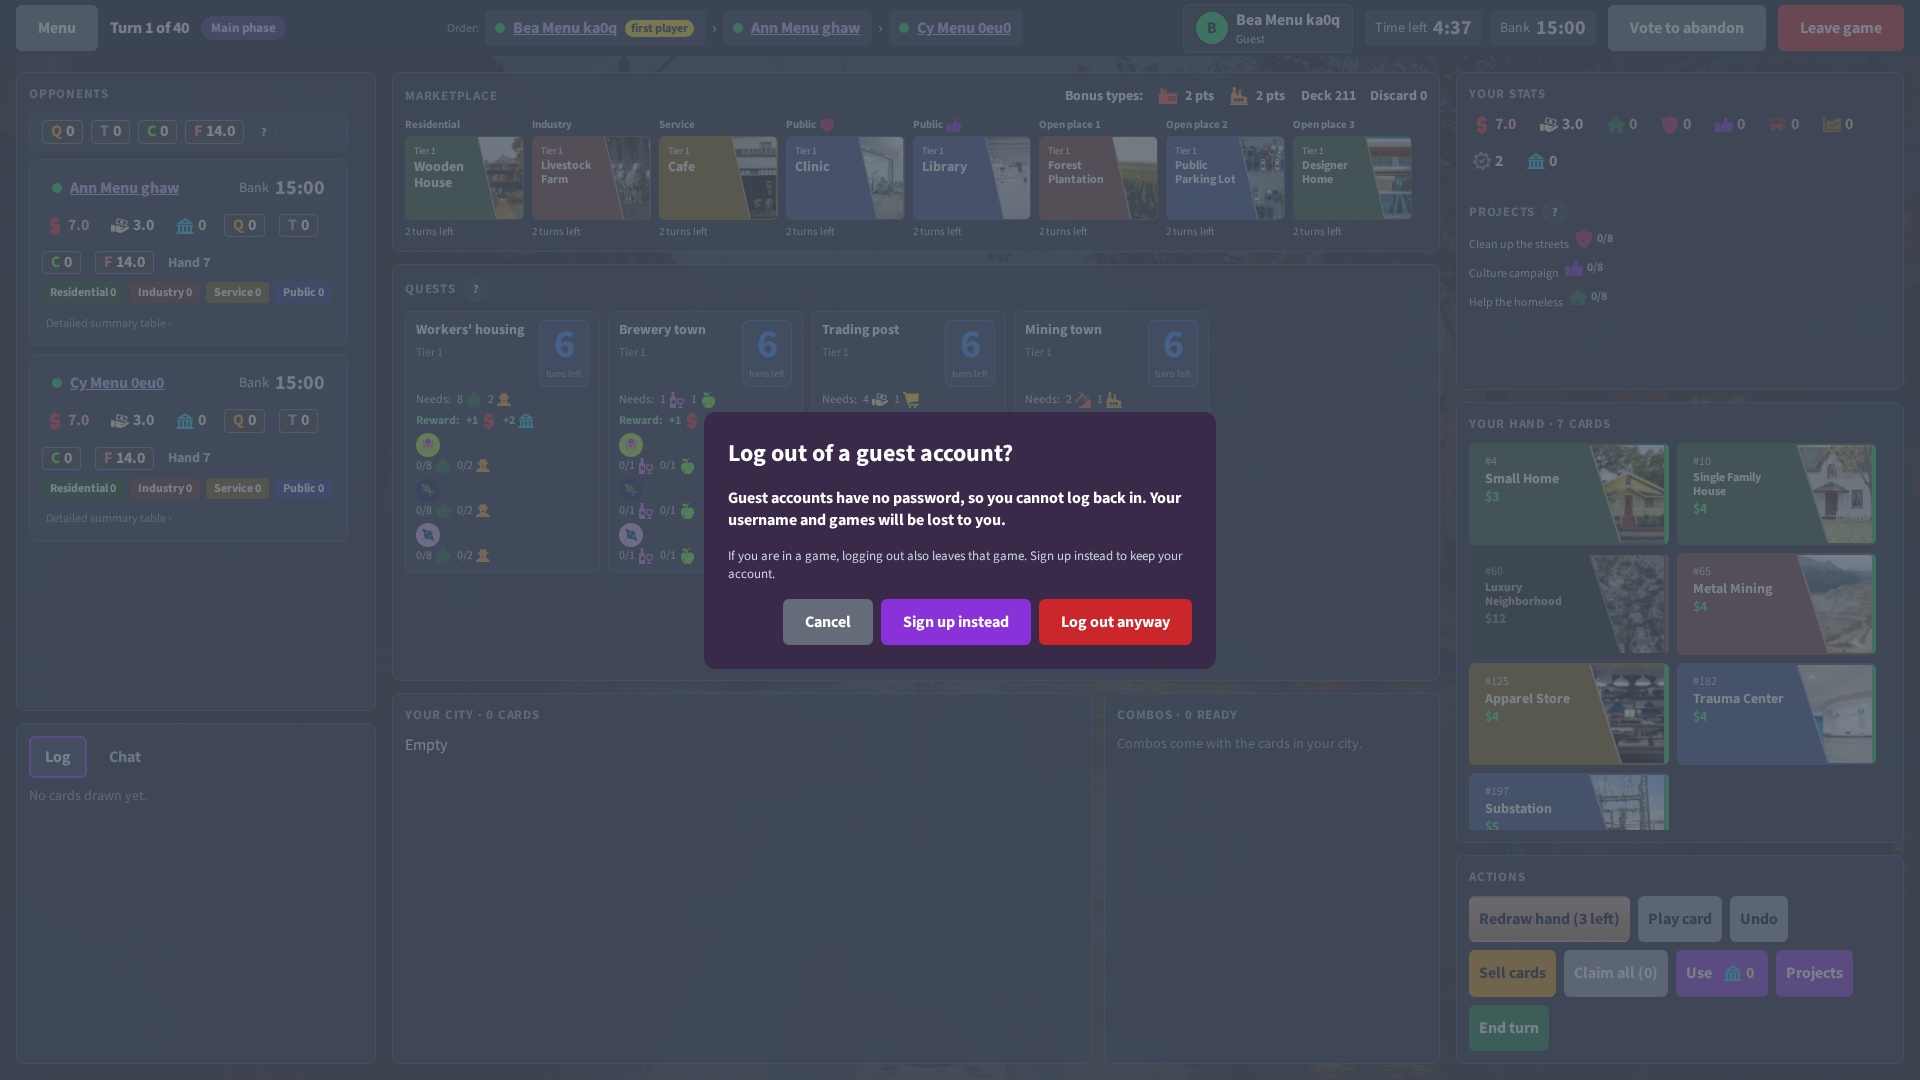 Menu
Turn 1 of 40
Main phase
Order:
Bea Menu ka0q
first player
›
Ann Menu ghaw
›
Cy Menu 0eu0
B
Bea Menu ka0q
Guest
Time left 4:37
Bank 15:00
Vote to abandon
Leave game
OPPONENTS
Q 0
T 0
C 0
F 14.0
?
Ann Menu ghaw
Bank 15:00
7.0
3.0
0
Q 0
T 0
C 0
F 14.0
Hand 7
Residential 0
Industry 0
Service 0
Public 0
Detailed summary table ›
Cy Menu 0eu0
Bank 15:00
7.0
3.0
0
Q 0
T 0
C 0
F 14.0
Hand 7
Residential 0
Industry 0
Service 0
Public 0
Detailed summary table ›
Log
Chat
No cards drawn yet.
MARKETPLACE
Bonus types:
2 pts
2 pts
Deck 211
Discard 0
Residential
Tier 1
Wooden
House
2 turns left
Industry
Tier 1
Livestock
Farm
2 turns left
Service
Tier 1
Cafe
2 turns left
Public
Tier 1
Clinic
2 turns left
Public
Tier 1
Library
2 turns left
Open place 1
Tier 1
Forest
Plantation
2 turns left
Open place 2
Tier 1
Public
Parking Lot
2 turns left
Open place 3
Tier 1
Designer
Home
2 turns left
QUESTS
?
Workers' housing
Tier 1
6
turns left
Needs: 8 2
Reward: +1 +2
0/8 0/2
0/8 0/2
0/8 0/2
Brewery town
Tier 1
6
turns left
Needs: 1 1
Reward: +1
0/1 0/1
0/1 0/1
0/1 0/1
Trading post
Tier 1
6
turns left
Needs: 4 1
Mining town
Tier 1
6
turns left
Needs: 2 1
Log out of a guest account?
Guest accounts have no password, so you cannot log back in. Your
username and games will be lost to you.
If you are in a game, logging out also leaves that game. Sign up instead to keep your
account.
Cancel
Sign up instead
Log out anyway
YOUR CITY · 0 CARDS
Empty
COMBOS · 0 READY
Combos come with the cards in your city.
YOUR STATS
7.0
3.0
0
0
0
0
0
2
0
PROJECTS
?
Clean up the streets 0/8
Culture campaign 0/8
Help the homeless 0/8
YOUR HAND · 7 CARDS
#4
Small Home
$3
#10
Single Family
House
$4
#60
Luxury
Neighborhood
$12
#65
Metal Mining
$4
#125
Apparel Store
$4
#182
Trauma Center
$4
#197
Substation
$5
ACTIONS
Redraw hand (3 left)
Play card
Undo
Sell cards
Claim all (0)
Use 0
Projects
End turn